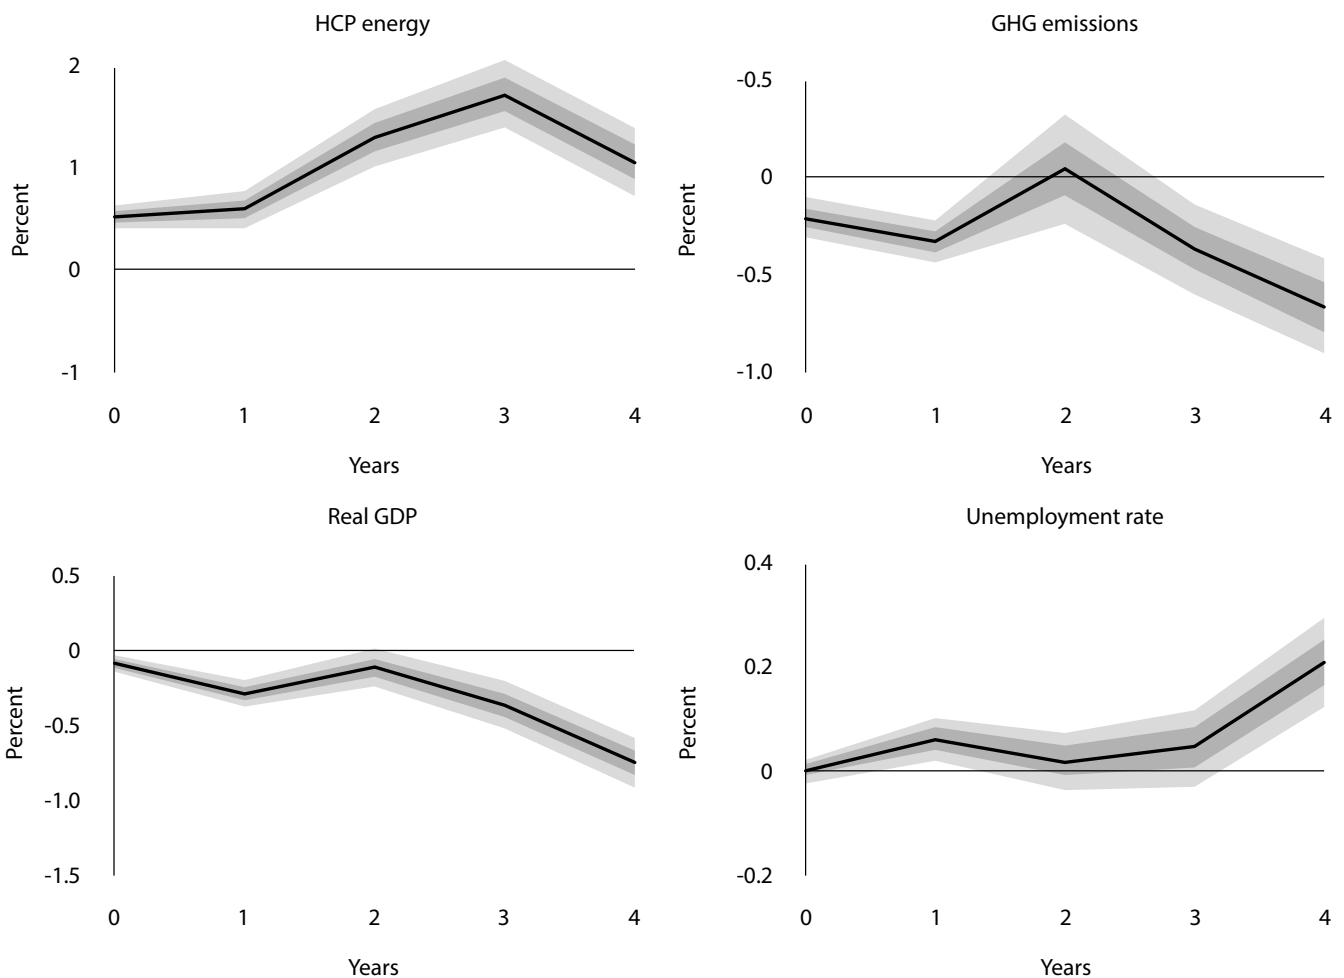 HCP energy
2
1
0
-1
Percent
0 1 2 3 4
Years
GHG emissions
-0.5
0
-0.5
-1.0
Percent
0 1 2 3 4
Years
Real GDP
0.5
0
-0.5
-1.0
-1.5
Percent
0 1 2 3 4
Years
Unemployment rate
0.4
0.2
0
-0.2
Percent
0 1 2 3 4
Years